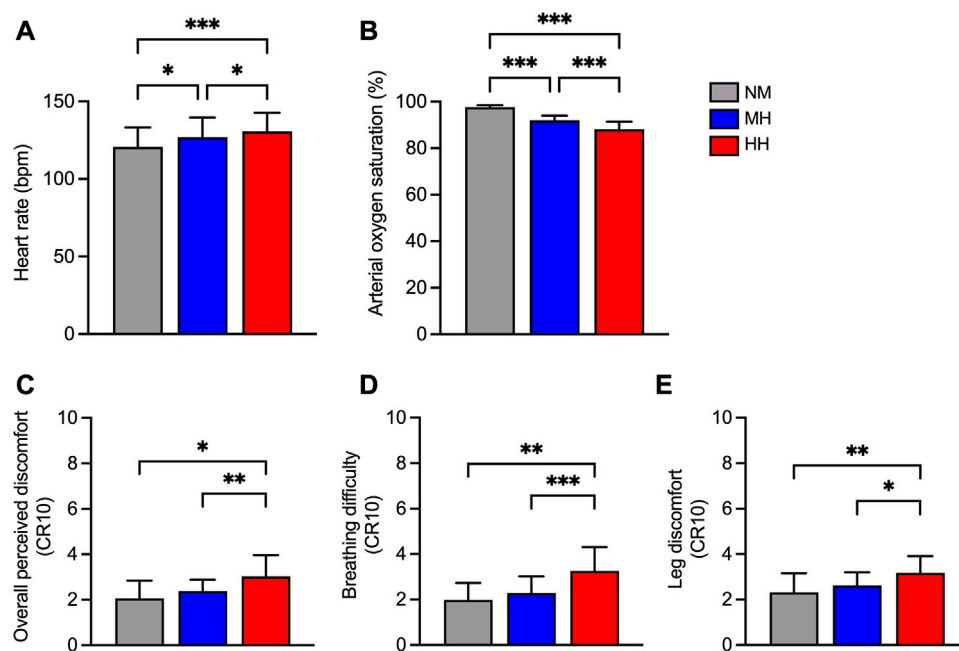 A
Heart rate (bpm)
150
100
50
0
***
*
*
B
Arterial oxygen saturation (%)
100
80
60
40
20
0
***
***
***
NM
MH
HH
C
Overall perceived discomfort
(CR10)
10
8
6
4
2
0
*
**
D
Breathing difficulty
(CR10)
10
8
6
4
2
0
**
***
E
Leg discomfort
(CR10)
10
8
6
4
2
0
**
*